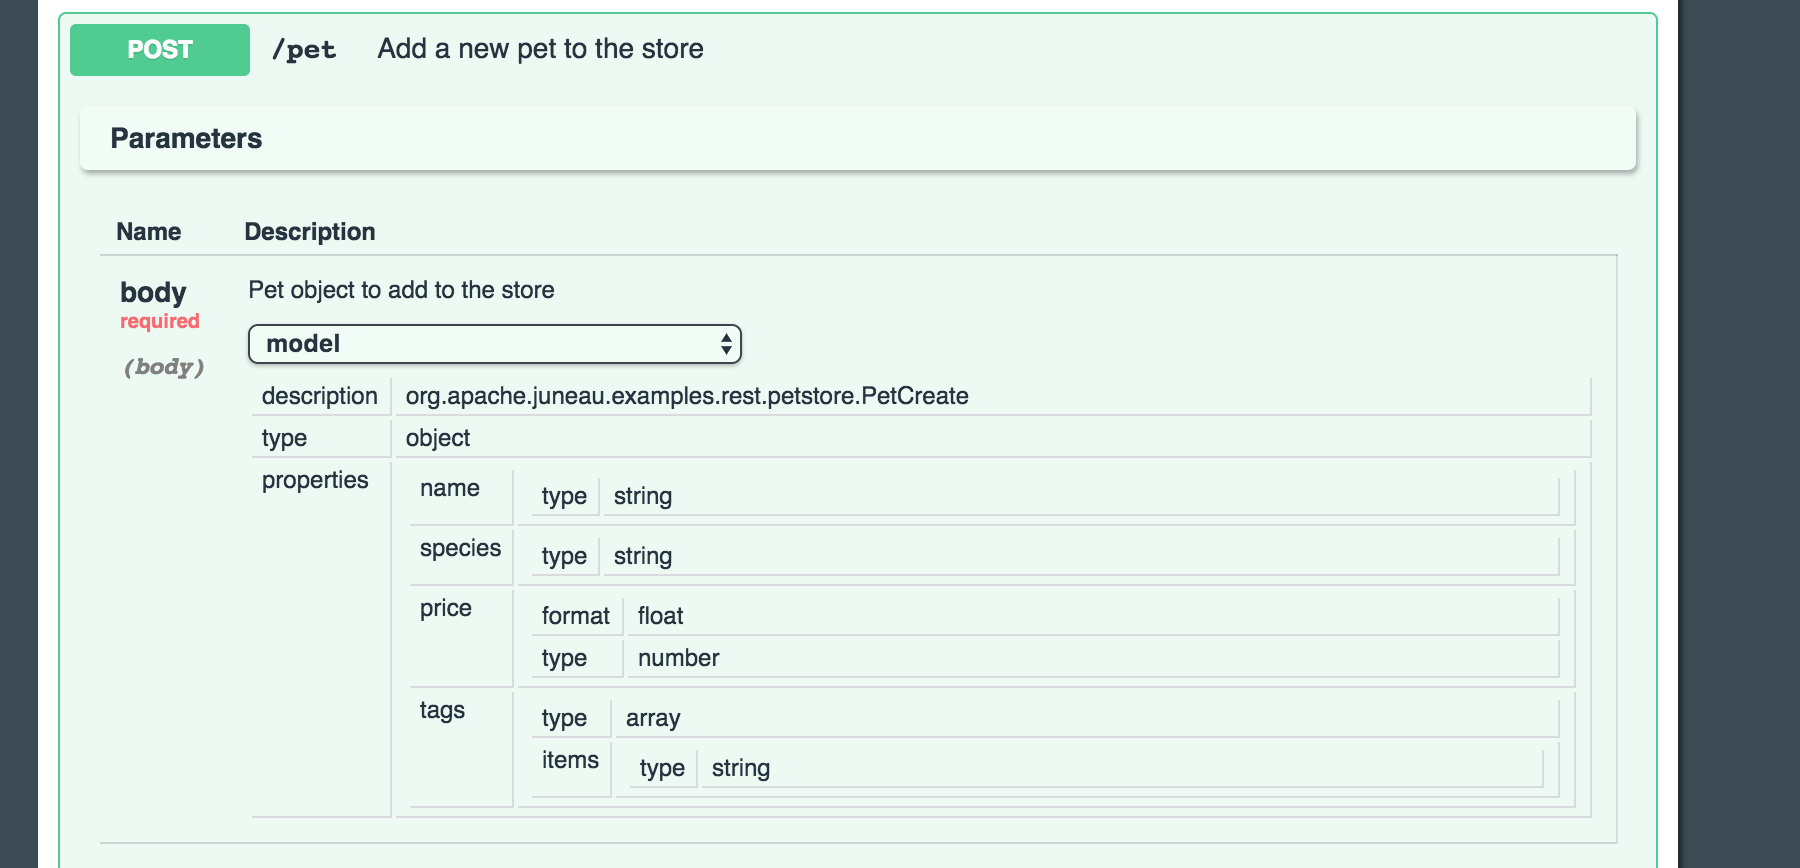 POST /pet Add a new pet to the store
Parameters
Name Description
body Pet object to add to the store
required
model
(body)
description org.apache.juneau.examples.rest.petstore.PetCreate
type object
properties
name type string
species type string
price format float
type number
tags type array
items type string